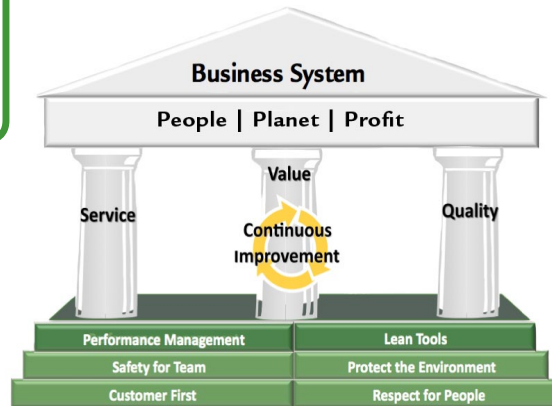 Business System
People | Planet | Profit
Value
Service
Quality
Continuous
Improvement
Performance Management
Lean Tools
Safety for Team
Protect the Environment
Customer First
Respect for People